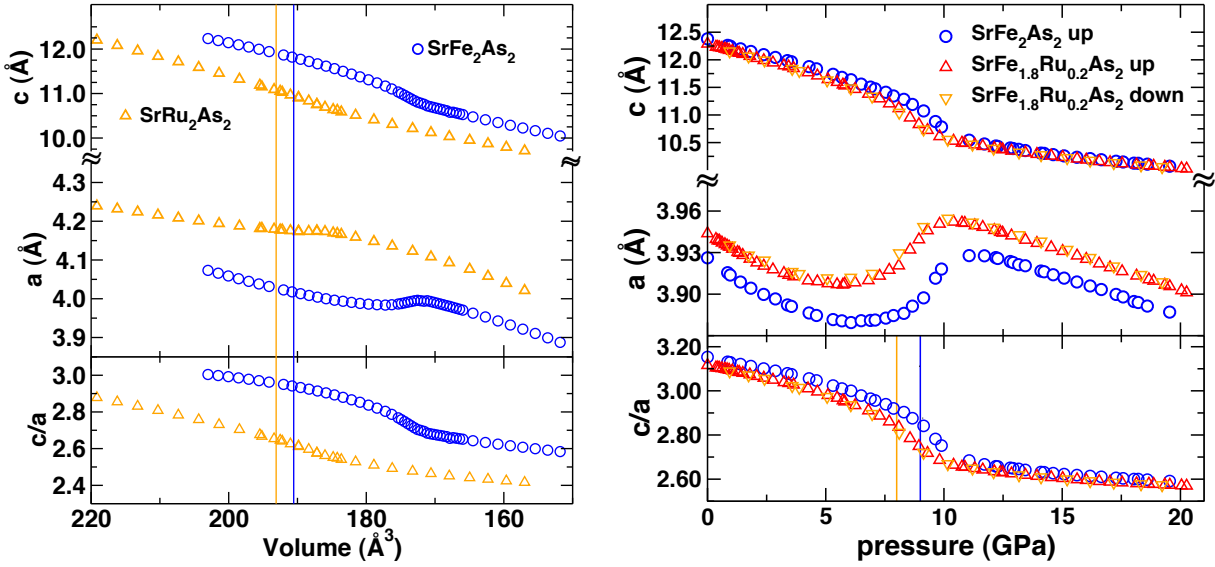 c (Å)
12.0
11.0
10.0
SrFe2As2
SrRu2As2
a (Å)
4.3
4.2
4.1
4.0
3.9
c/a
3.0
2.8
2.6
2.4
220
200
180
160
Volume (Å3)
c (Å)
12.5
12.0
11.5
11.0
10.5
SrFe2As2 up
SrFe1.8Ru0.2As2 up
SrFe1.8Ru0.2As2 down
a (Å)
3.96
3.93
3.90
c/a
3.20
3.00
2.80
2.60
0
5
10
15
20
pressure (GPa)